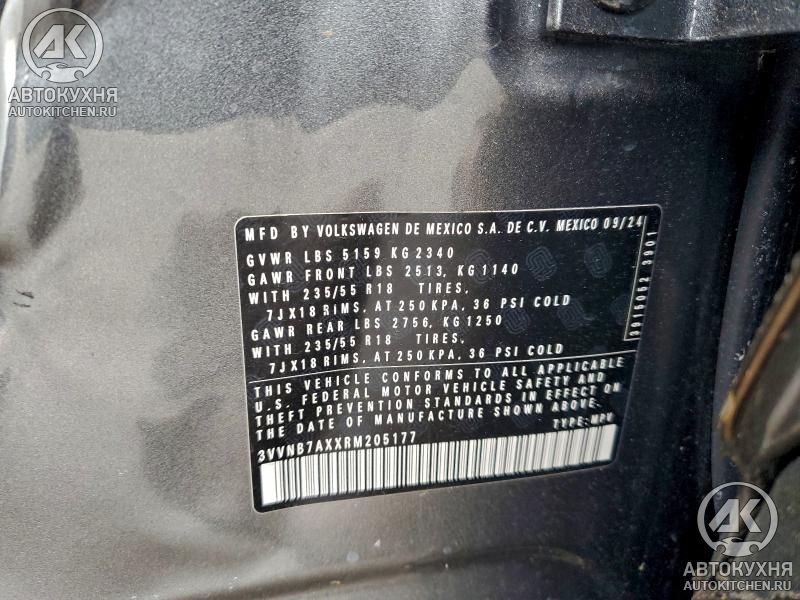 АК
АВТОКУХНЯ
AUTOKITCHEN.RU
MFD BY VOLKSWAGEN DE MEXICO S.A. DE C.V. MEXICO 09/24
GVWR LBS 5159 KG 2340
GAWR FRONT LBS 2513, KG 1140
WITH 235/55 R18 TIRES,
7JX18 RIMS, AT 250 KPA, 36 PSI COLD
GAWR REAR LBS 2756, KG 1250
WITH 235/55 R18 TIRES,
7JX18 RIMS, AT 250 KPA, 36 PSI COLD
THIS VEHICLE CONFORMS TO ALL APPLICABLE
U.S. FEDERAL MOTOR VEHICLE SAFETY AND
THEFT PREVENTION STANDARDS IN EFFECT ON
THE DATE OF MANUFACTURE SHOWN ABOVE.
TYPE: MPV
3VVNB7AXXRM205177
3915052 3901
АК
АВТОКУХНЯ
AUTOKITCHEN.RU